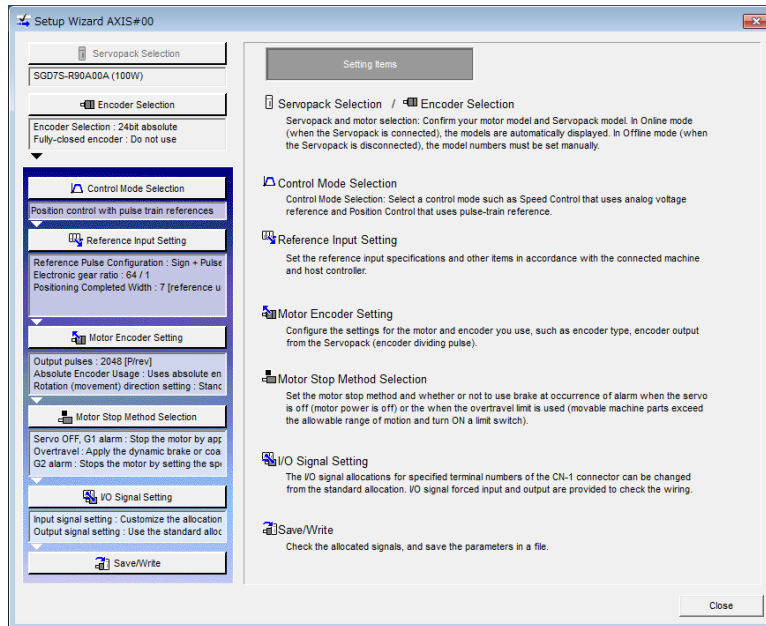 Setup Wizard AXIS#00
Servopack Selection
SGD7S-R90A00A (100W)
Encoder Selection
Encoder Selection : 24bit absolute
Fully-closed encoder : Do not use
Control Mode Selection
Position control with pulse train references
Reference Input Setting
Reference Pulse Configuration : Sign + Pulse
Electronic gear ratio : 64 / 1
Positioning Completed Width : 7 [reference u
Motor Encoder Setting
Output pulses : 2048 [P/rev]
Absolute Encoder Usage : Uses absolute en
Rotation (movement) direction setting : Stanc
Motor Stop Method Selection
Servo OFF, G1 alarm : Stop the motor by app
Overtravel : Apply the dynamic brake or coa
G2 alarm : Stops the motor by setting the spe
I/O Signal Setting
Input signal setting : Customize the allocation
Output signal setting : Use the standard alloc
Save/Write
Setting Items
Servopack Selection / Encoder Selection
Servopack and motor selection: Confirm your motor model and Servopack model. In Online mode
(when the Servopack is connected), the models are automatically displayed. In Offline mode (when
the Servopack is disconnected), the model numbers must be set manually.
Control Mode Selection
Control Mode Selection: Select a control mode such as Speed Control that uses analog voltage
reference and Position Control that uses pulse-train reference.
Reference Input Setting
Set the reference input specifications and other items in accordance with the connected machine
and host controller.
Motor Encoder Setting
Configure the settings for the motor and encoder you use, such as encoder type, encoder output
from the Servopack (encoder dividing pulse).
Motor Stop Method Selection
Set the motor stop method and whether or not to use brake at occurrence of alarm when the servo
is off (motor power is off) or the when the overtravel limit is used (movable machine parts exceed
the allowable range of motion and turn ON a limit switch).
I/O Signal Setting
The I/O signal allocations for specified terminal numbers of the CN-1 connector can be changed
from the standard allocation. I/O signal forced input and output are provided to check the wiring.
Save/Write
Check the allocated signals, and save the parameters in a file.
Close